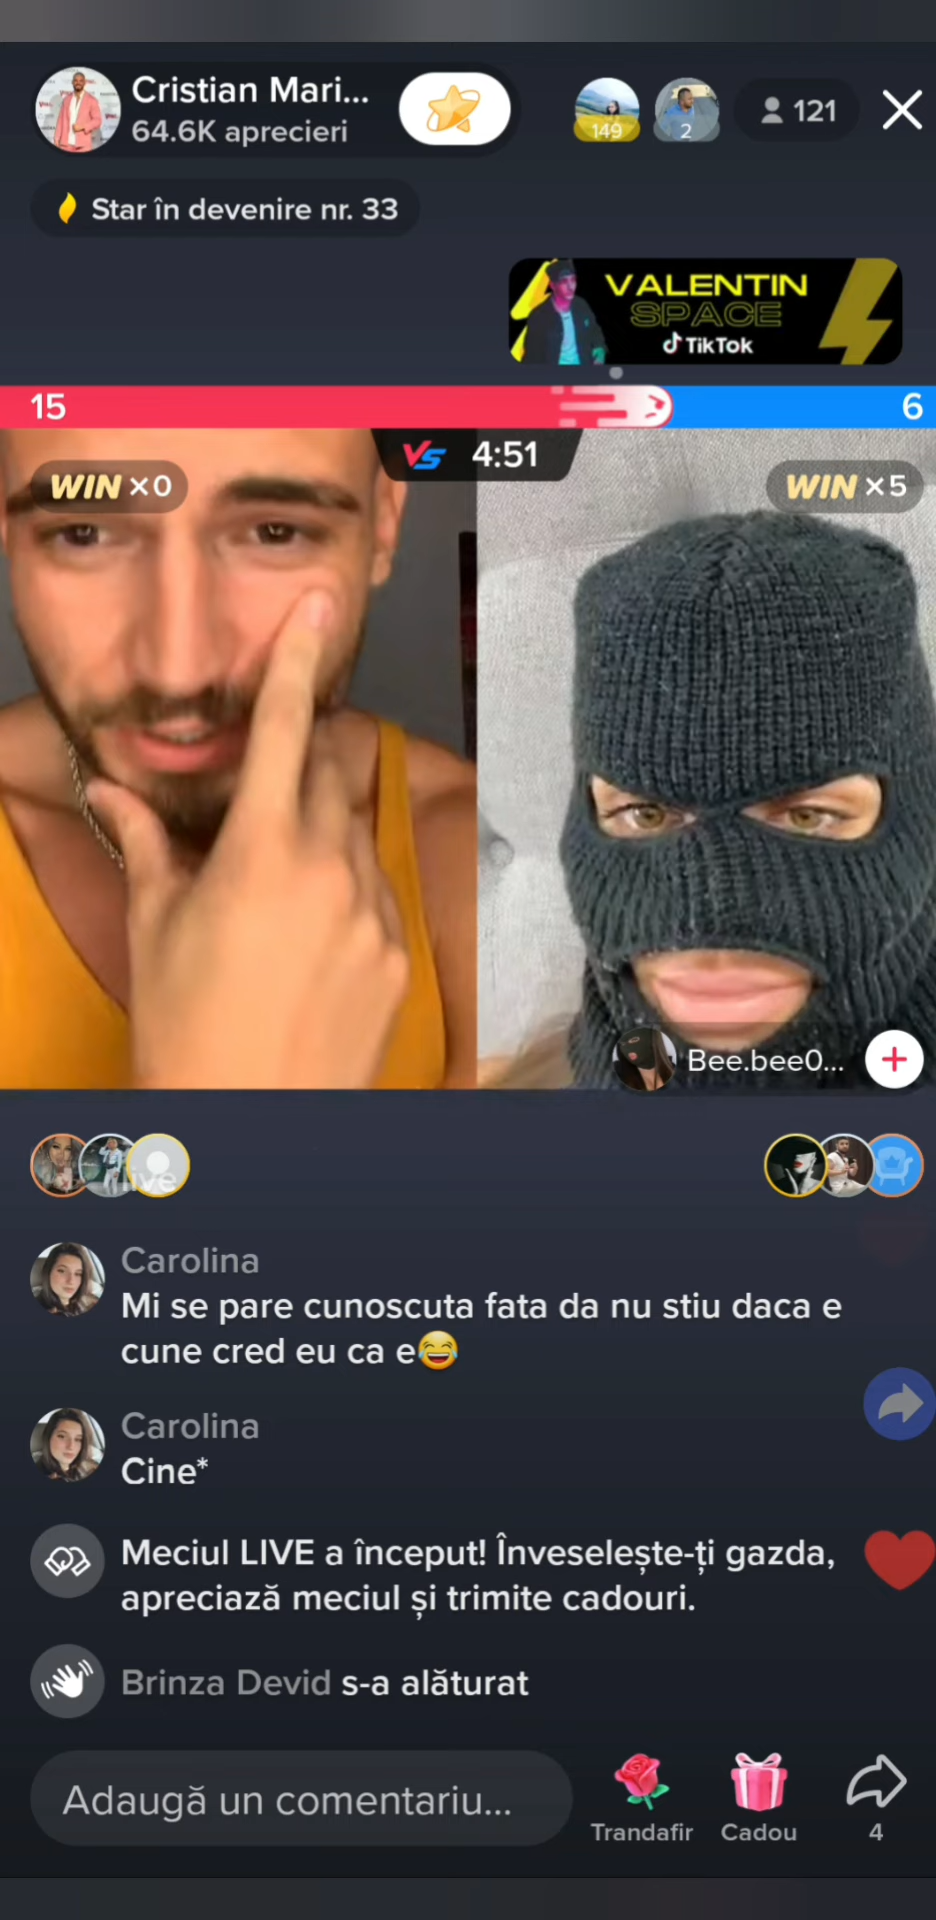 Cristian Mari...
64.6K aprecieri
149
2
121
Star în devenire nr. 33
VALENTIN
SPACE
TikTok
15
6
VS 4:51
WIN ×0
WIN ×5
Bee.bee0...
live
Carolina
Mi se pare cunoscuta fata da nu stiu daca e
cune cred eu ca e😂
Carolina
Cine*
Meciul LIVE a început! Înveselește-ți gazda,
apreciază meciul și trimite cadouri.
Brinza Devid s-a alăturat
Adaugă un comentariu...
Trandafir
Cadou
4